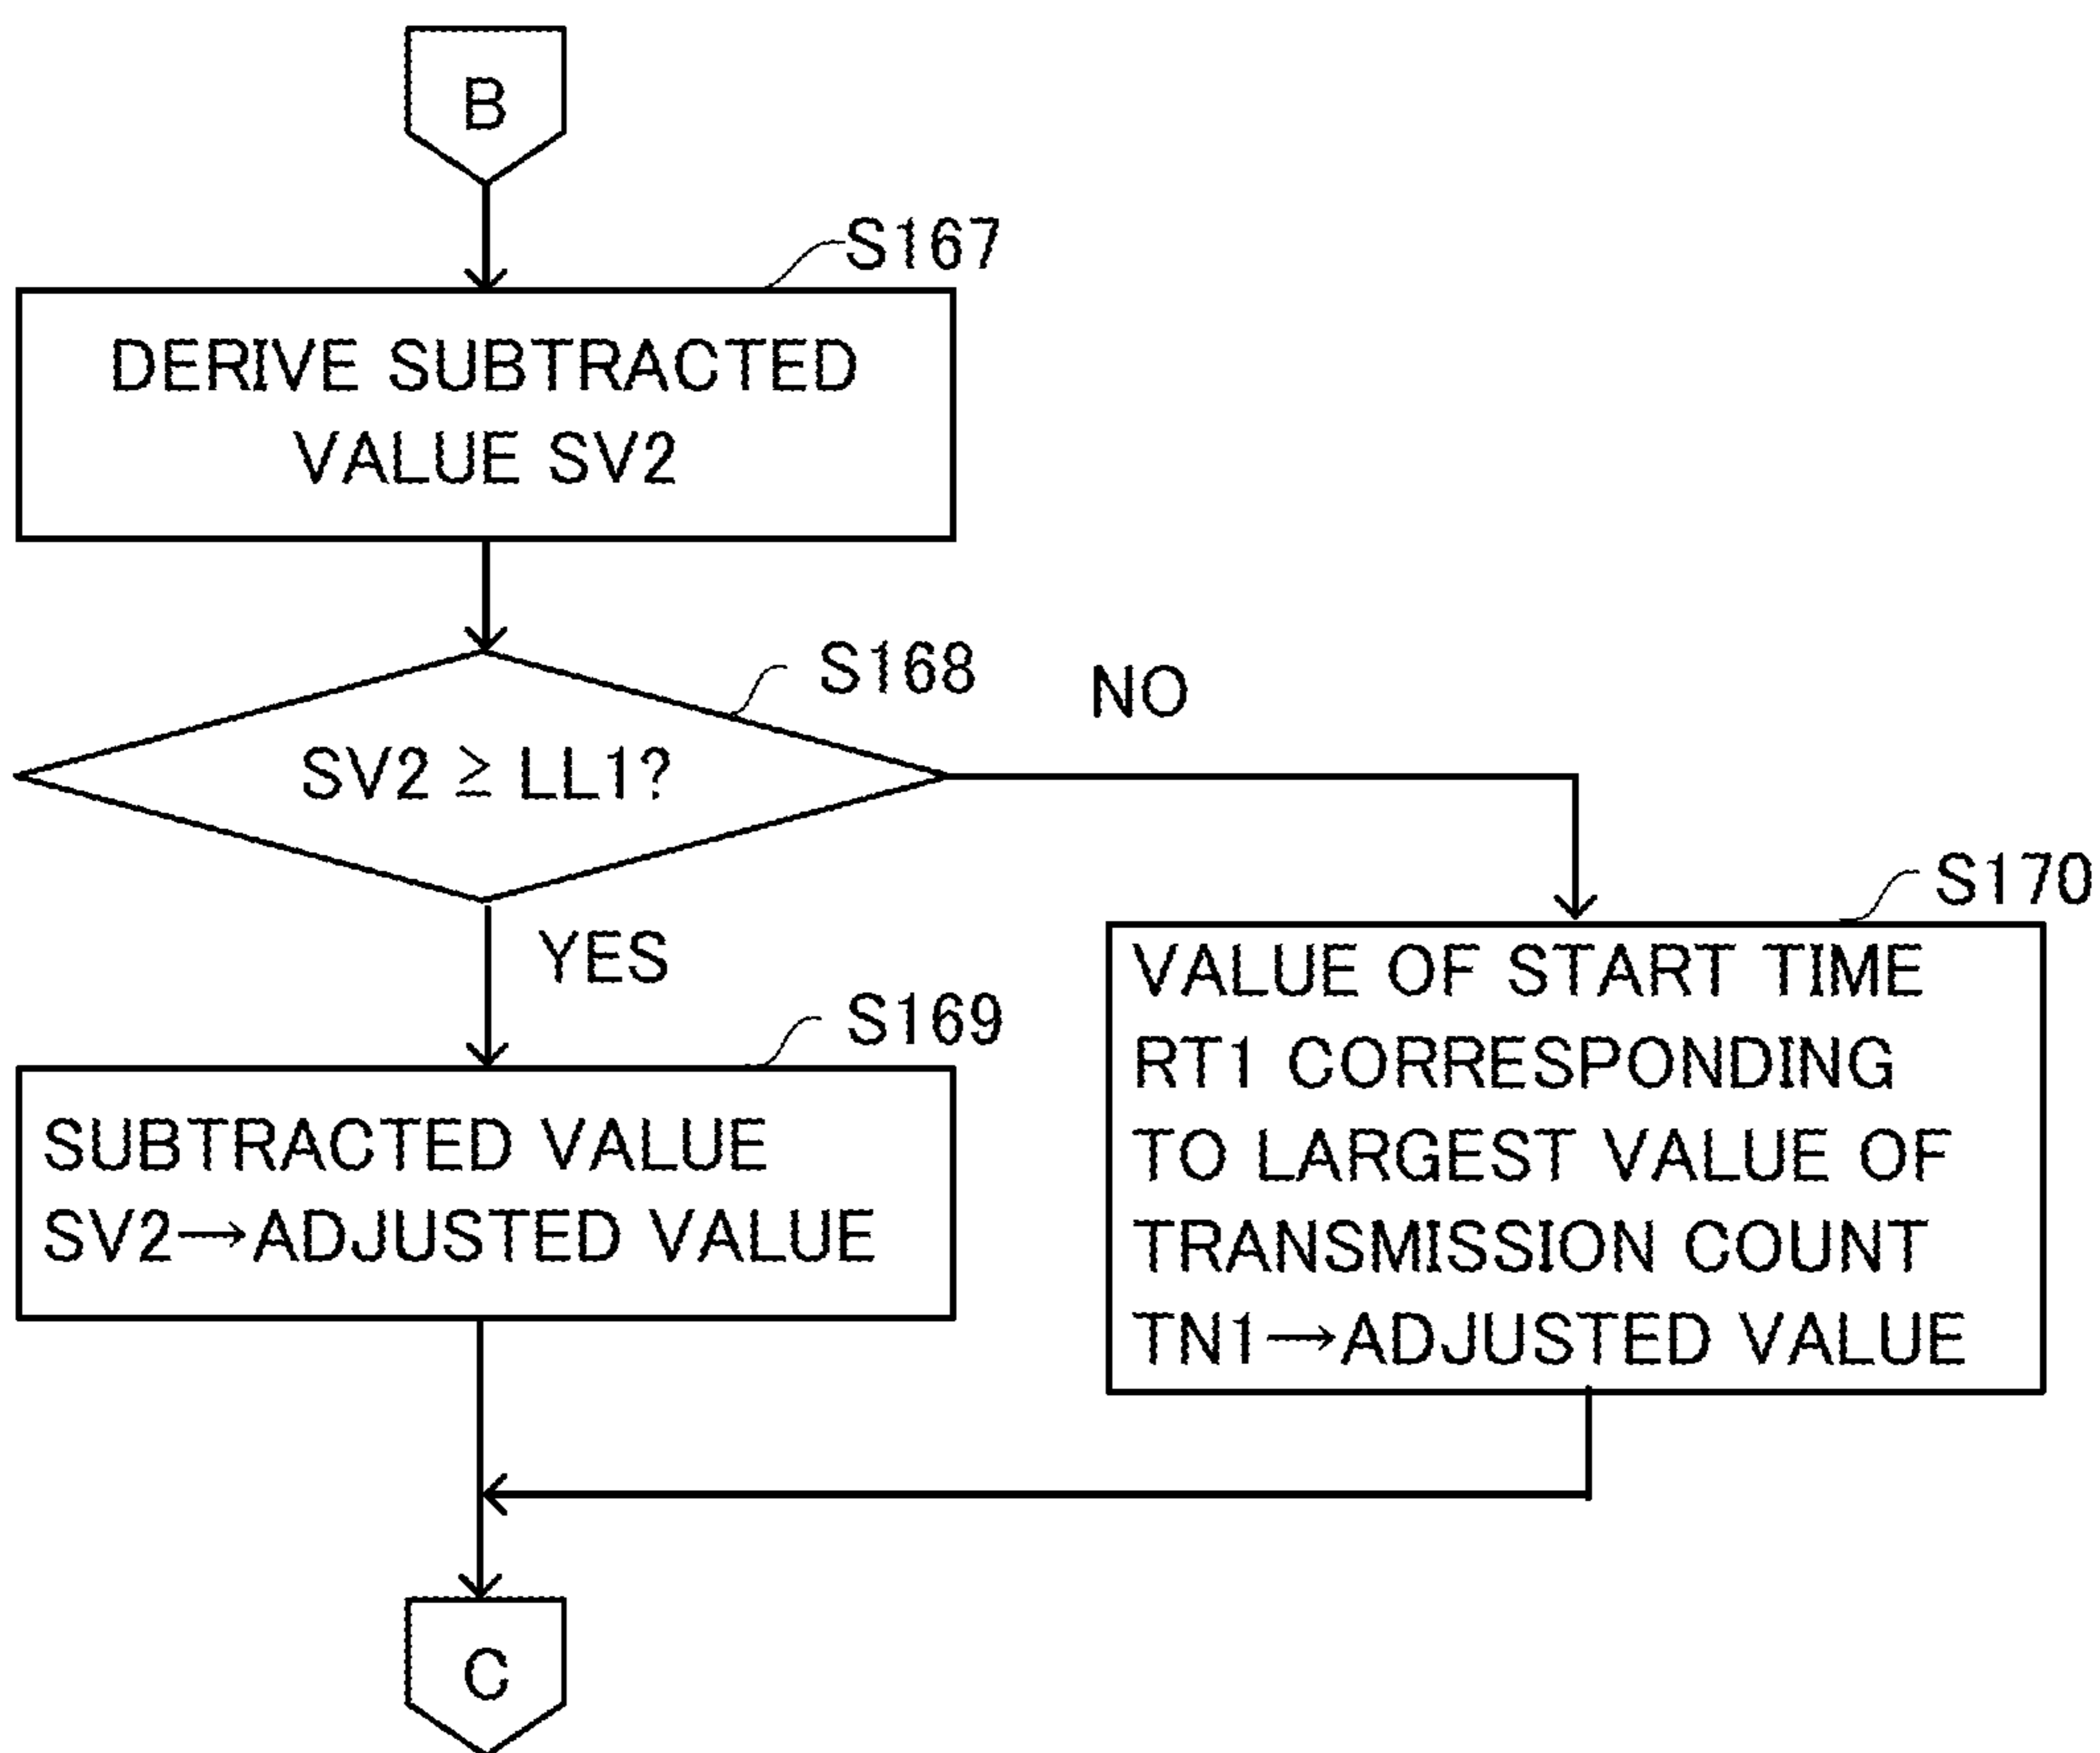 B
S167
DERIVE SUBTRACTED
VALUE SV2
S168
NO
SV2 ≧ LL1?
YES
S169
SUBTRACTED VALUE
SV2→ADJUSTED VALUE
S170
VALUE OF START TIME
RT1 CORRESPONDING
TO LARGEST VALUE OF
TRANSMISSION COUNT
TN1→ADJUSTED VALUE
C